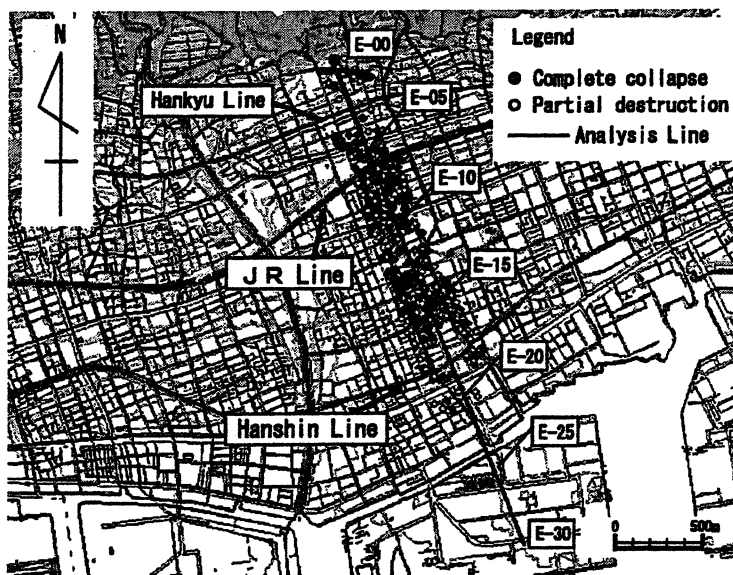 N
E-00
Legend
Complete collapse
Partial destruction
Analysis Line
Hankyu Line
E-05
E-10
E-15
JR Line
E-20
Hanshin Line
E-25
0 500m
E-30